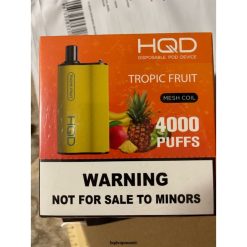 HQD
DISPOSABLE POD DEVICE
TROPIC FRUIT
MESH COIL
4000
PUFFS
WARNING
NOT FOR SALE TO MINORS